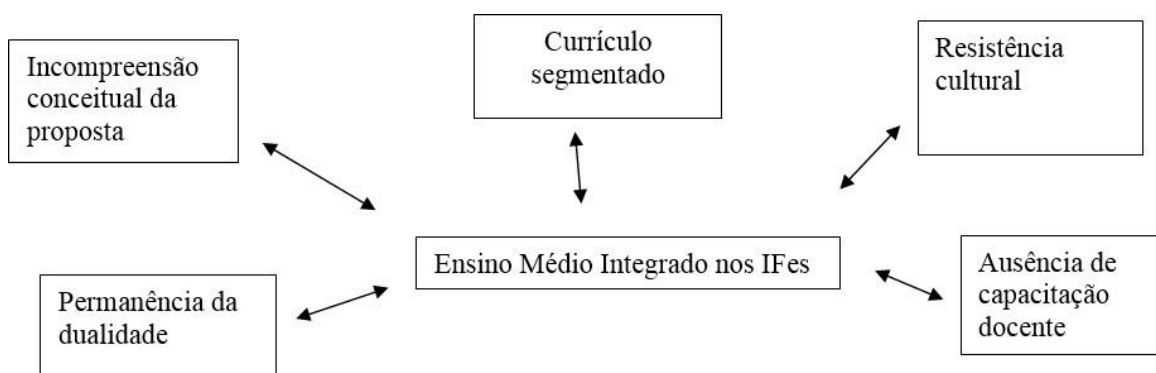 Incompreensão
conceitual da
proposta
Currículo
segmentado
Resistência
cultural
Ensino Médio Integrado nos IFes
Permanência da
dualidade
Ausência de
capacitação
docente